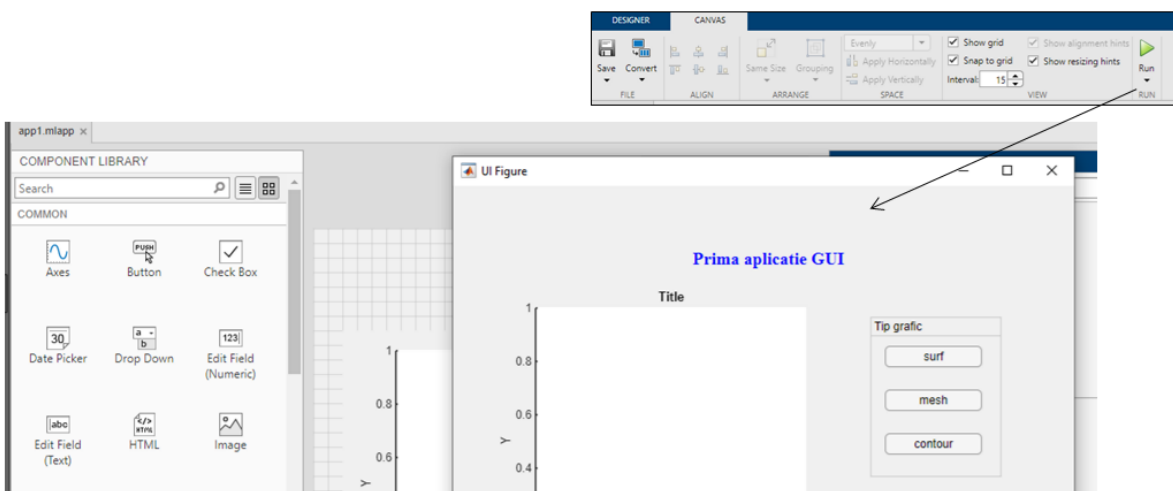 DESIGNER CANVAS
Save Convert
Same Size Grouping
Evenly
Apply Horizontally
Apply Vertically
Show grid
Show alignment hints
Snap to grid
Show resizing hints
Interval: 15
Run
FILE ALIGN ARRANGE SPACE VIEW RUN
app1.mlapp ×
COMPONENT LIBRARY
Search
COMMON
Axes
PUSH
Button
Check Box
30
Date Picker
a
b
Drop Down
123
Edit Field
(Numeric)
abc
Edit Field
(Text)
</>
HTML
HTML
Image
1
0.8
0.6
Y
UI Figure
Prima aplicatie GUI
Title
1
0.8
0.6
0.4
Y
Tip grafic
surf
mesh
contour